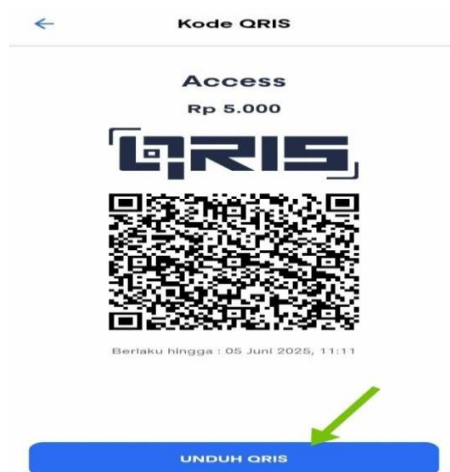 Kode QRIS
Access
Rp 5.000
QRIS
Berlaku hingga : 05 Juni 2025, 11:11
UNDUH QRIS